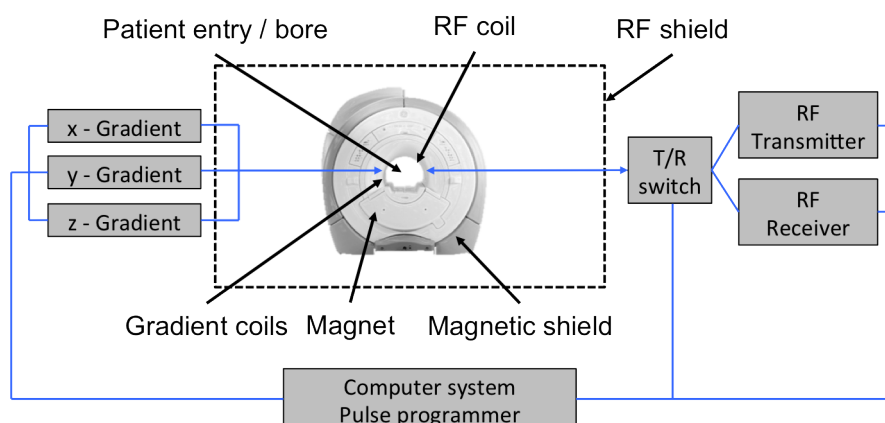 Patient entry / bore
RF coil
RF shield
x - Gradient
y - Gradient
z - Gradient
T/R
switch
RF
Transmitter
RF
Receiver
Gradient coils
Magnet
Magnetic shield
Computer system
Pulse programmer